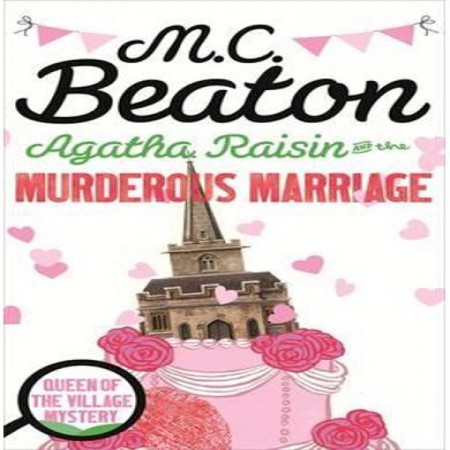 M.C.
Beaton
Agatha Raisin AND the
MURDEROUS MARRIAGE
QUEEN OF
THE VILLAGE
MYSTERY